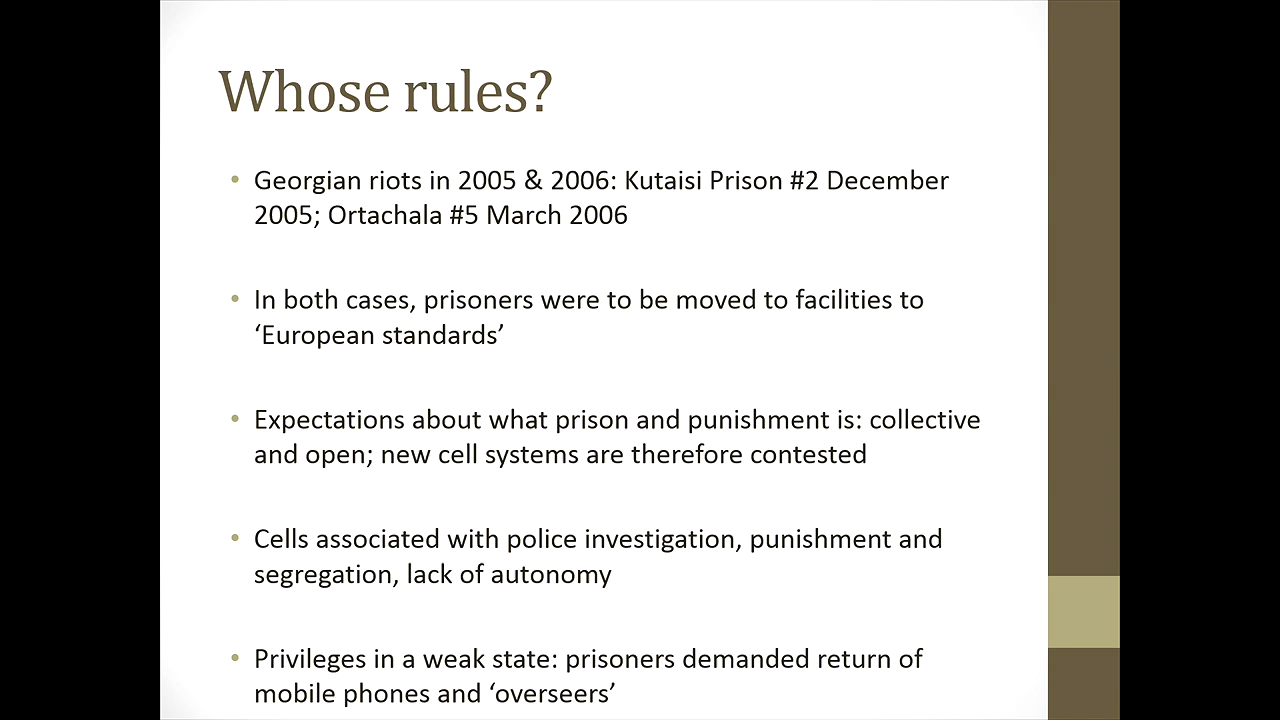 Whose rules?
• Georgian riots in 2005 & 2006: Kutaisi Prison #2 December
2005; Ortachala #5 March 2006
• In both cases, prisoners were to be moved to facilities to
‘European standards’
• Expectations about what prison and punishment is: collective
and open; new cell systems are therefore contested
• Cells associated with police investigation, punishment and
segregation, lack of autonomy
• Privileges in a weak state: prisoners demanded return of
mobile phones and ‘overseers’